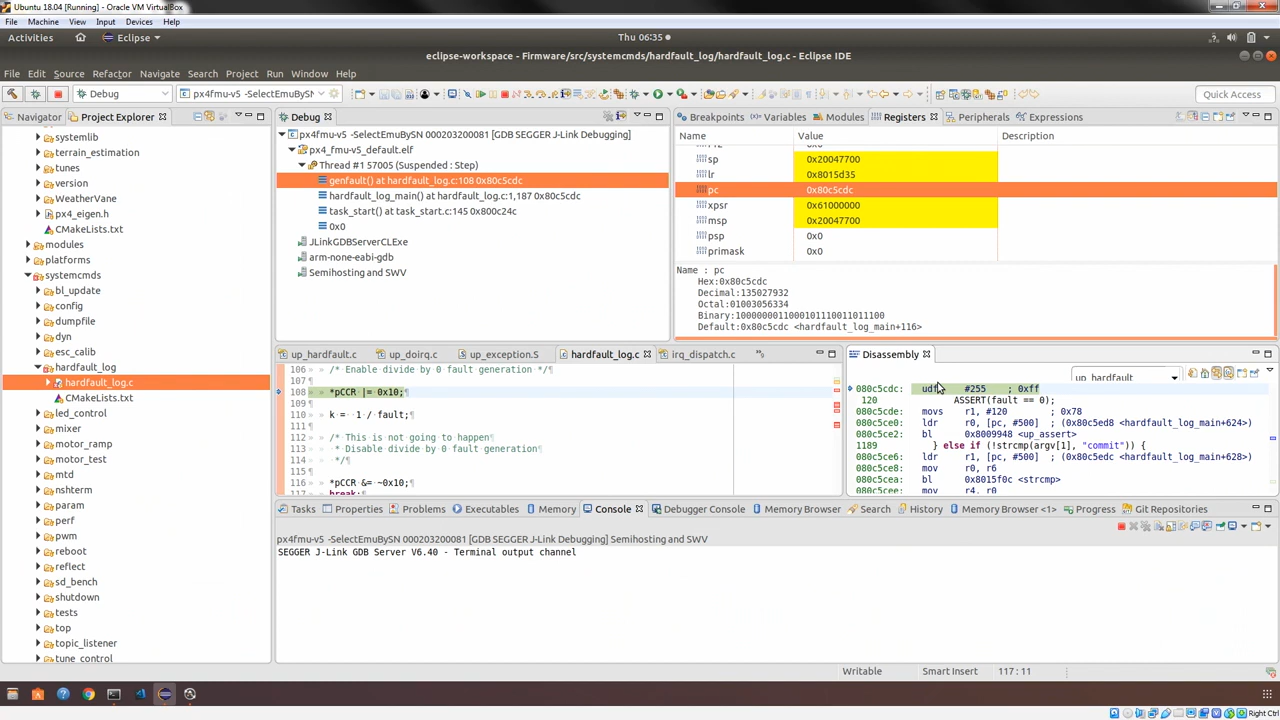 Ubuntu 18.04 [Running] - Oracle VM VirtualBox
File Machine View Input Devices Help
Activities Eclipse Thu 06:35
eclipse-workspace - Firmware/src/systemcmds/hardfault_log/hardfault_log.c - Eclipse IDE
File Edit Source Refactor Navigate Search Project Run Window Help
Debug px4fmu-v5 -SelectEmuBySN Quick Access
Navigator Project Explorer
systemlib
terrain_estimation
tunes
version
WeatherVane
px4_eigen.h
CMakeLists.txt
modules
platforms
systemcmds
bl_update
config
dumpfile
dyn
esc_calib
hardfault_log
hardfault_log.c
CMakeLists.txt
led_control
mixer
motor_ramp
motor_test
mtd
nshterm
param
perf
pwm
reboot
reflect
sd_bench
shutdown
tests
top
topic_listener
tune_control
Debug
px4fmu-v5 -SelectEmuBySN 000203200081 [GDB SEGGER J-Link Debugging]
px4_fmu-v5_default.elf
Thread #1 57005 (Suspended : Step)
genfault() at hardfault_log.c:108 0x80c5cdc
hardfault_log_main() at hardfault_log.c:1,187 0x80c5cdc
task_start() at task_start.c:145 0x800c24c
0x0
JLinkGDBServerCLExe
arm-none-eabi-gdb
Semihosting and SWV
Breakpoints Variables Modules Registers Peripherals Expressions
Name Value Description
sp 0x20047700
lr 0x8015d35
pc 0x80c5cdc
xpsr 0x61000000
msp 0x20047700
psp 0x0
primask 0x0
Name : pc
Hex:0x80c5cdc
Decimal:135027932
Octal:01003056334
Binary:1000000011000101110011011100
Default:0x80c5cdc <hardfault_log_main+116>
up_hardfault.c up_doirq.c up_exception.S hardfault_log.c irq_dispatch.c
106 /* Enable divide by 0 fault generation */
107
108 *pCCR |= 0x10;
109
110 k = 1 / fault;
111
112 /* This is not going to happen
113 * Disable divide by 0 fault generation
114 */
115
116 *pCCR &= ~0x10;
117 break;
Disassembly
up_hardfault
080c5cdc: udf #255 ; 0xff
120 ASSERT(fault == 0);
080c5cde: movs r1, #120 ; 0x78
080c5ce0: ldr r0, [pc, #500] ; (0x80c5ed8 <hardfault_log_main+624>)
080c5ce2: bl 0x8009948 <up_assert>
1189 } else if (!strcmp(argv[1], "commit")) {
080c5ce6: ldr r1, [pc, #500] ; (0x80c5edc <hardfault_log_main+628>)
080c5ce8: mov r0, r6
080c5cea: bl 0x8015f0c <strcmp>
080c5cee: mov r4, r0
Tasks Properties Problems Executables Memory Console Debugger Console Memory Browser Search History Memory Browser <1> Progress Git Repositories
px4fmu-v5 -SelectEmuBySN 000203200081 [GDB SEGGER J-Link Debugging] Semihosting and SWV
SEGGER J-Link GDB Server V6.40 - Terminal output channel
Writable Smart Insert 117 : 11
Right Ctrl